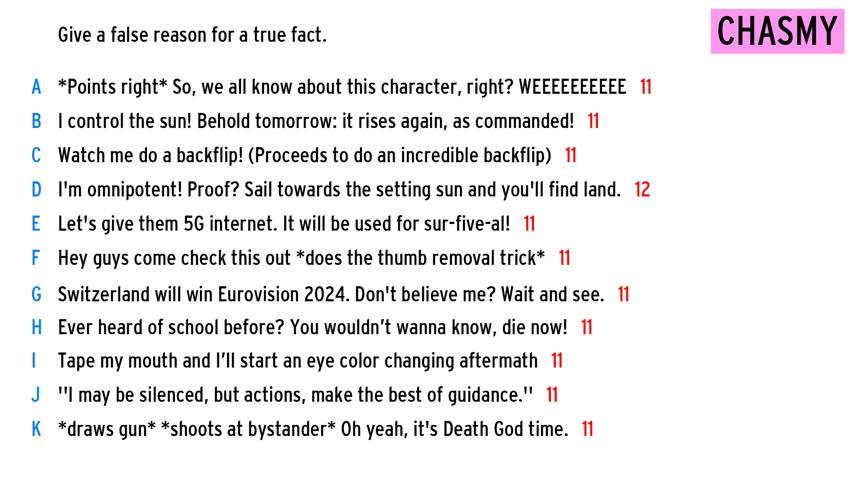 Give a false reason for a true fact.
CHASMY
A *Points right* So, we all know about this character, right? WEEEEEEEEEE 11
B I control the sun! Behold tomorrow: it rises again, as commanded! 11
C Watch me do a backflip! (Proceeds to do an incredible backflip) 11
D I'm omnipotent! Proof? Sail towards the setting sun and you'll find land. 12
E Let's give them 5G internet. It will be used for sur-five-al! 11
F Hey guys come check this out *does the thumb removal trick* 11
G Switzerland will win Eurovision 2024. Don't believe me? Wait and see. 11
H Ever heard of school before? You wouldn’t wanna know, die now! 11
I Tape my mouth and I’ll start an eye color changing aftermath 11
J "I may be silenced, but actions, make the best of guidance." 11
K *draws gun* *shoots at bystander* Oh yeah, it's Death God time. 11